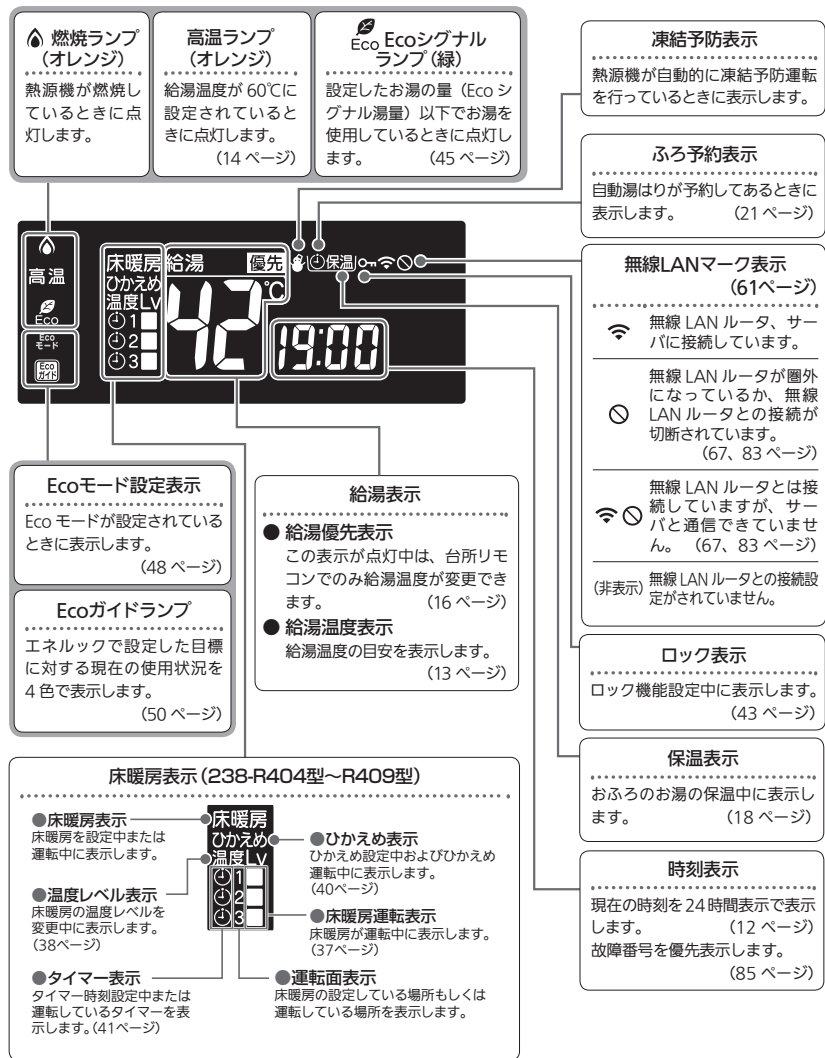 燃焼ランプ
(オレンジ)
熱源機が燃焼し
ているときに点
灯します。
高温ランプ
(オレンジ)
給湯温度が 60℃に
設定されていると
きに点灯します。
(14 ページ)
Eco Ecoシグナル
ランプ(緑)
設定したお湯の量(Eco シ
グナル湯量)以下でお湯を
使用しているときに点灯し
ます。 (45 ページ)
凍結予防表示
熱源機が自動的に凍結予防運転
を行っているときに表示します。
ふろ予約表示
自動湯はりが予約してあるときに
表示します。 (21 ページ)
高温
Eco
Eco
モード
Eco
ガイド
床暖房
ひかえめ
温度Lv
1
2
3
給湯 優先
42℃
保温
19:00
無線LANマーク表示
(61ページ)
無線 LAN ルータ、サー
バに接続しています。
無線 LAN ルータが圏外
になっているか、無線
LAN ルータとの接続が
切断されています。
(67、83 ページ)
無線 LAN ルータとは接
続していますが、サー
バと通信できていませ
ん。 (67、83 ページ)
(非表示) 無線 LAN ルータとの接続設
定がされていません。
Ecoモード設定表示
Eco モードが設定されている
ときに表示します。
(48 ページ)
Ecoガイドランプ
エネルックで設定した目標
に対する現在の使用状況を
4 色で表示します。
(50 ページ)
給湯表示
● 給湯優先表示
この表示が点灯中は、台所リモ
コンでのみ給湯温度が変更でき
ます。 (16 ページ)
● 給湯温度表示
給湯温度の目安を表示します。
(13 ページ)
ロック表示
ロック機能設定中に表示します。
(43 ページ)
保温表示
おふろのお湯の保温中に表示し
ます。 (18 ページ)
時刻表示
現在の時刻を24 時間表示で表示
します。 (12 ページ)
故障番号を優先表示します。
(85 ページ)
床暖房表示(238-R404型〜R409型)
●床暖房表示
床暖房を設定中または
運転中に表示します。
●温度レベル表示
床暖房の温度レベルを
変更中に表示します。
(38ページ)
●タイマー表示
タイマー時刻設定中または
運転しているタイマーを表
示します。(41ページ)
床暖房
ひかえめ
温度Lv
1
2
3
●ひかえめ表示
ひかえめ設定中およびひかえめ
運転中に表示します。
(40ページ)
●床暖房運転表示
床暖房が運転中に表示します。
(37ページ)
●運転面表示
床暖房の設定している場所もしくは
運転している場所を表示します。